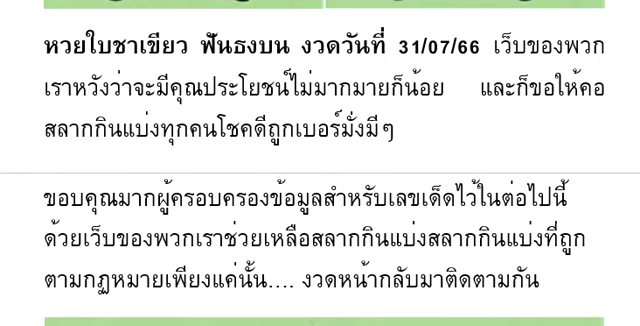 หวยใบชาเขียว ฟันธงบน งวดวันที่ 31/07/66 เว็บของพวก
เราหวังว่าจะมีคุณประโยชน์ไม่มากมายก็น้อย และก็ขอให้คอ
สลากกินแบ่งทุกคนโชคดีถูกเบอร์มั่งมีๆ
ขอบคุณมากผู้ครอบครองข้อมูลสำหรับเลขเด็ดไว้ในต่อไปนี้
ด้วยเว็บของพวกเราช่วยเหลือสลากกินแบ่งสลากกินแบ่งที่ถูก
ตามกฏหมายเพียงแค่นั้น.... งวดหน้ากลับมาติดตามกัน